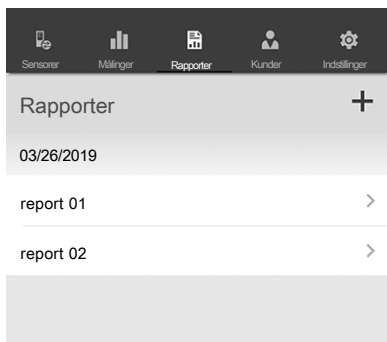 Sensorer Målinger Rapporter Kunder Indstillinger
Rapporter
03/26/2019
report 01
report 02